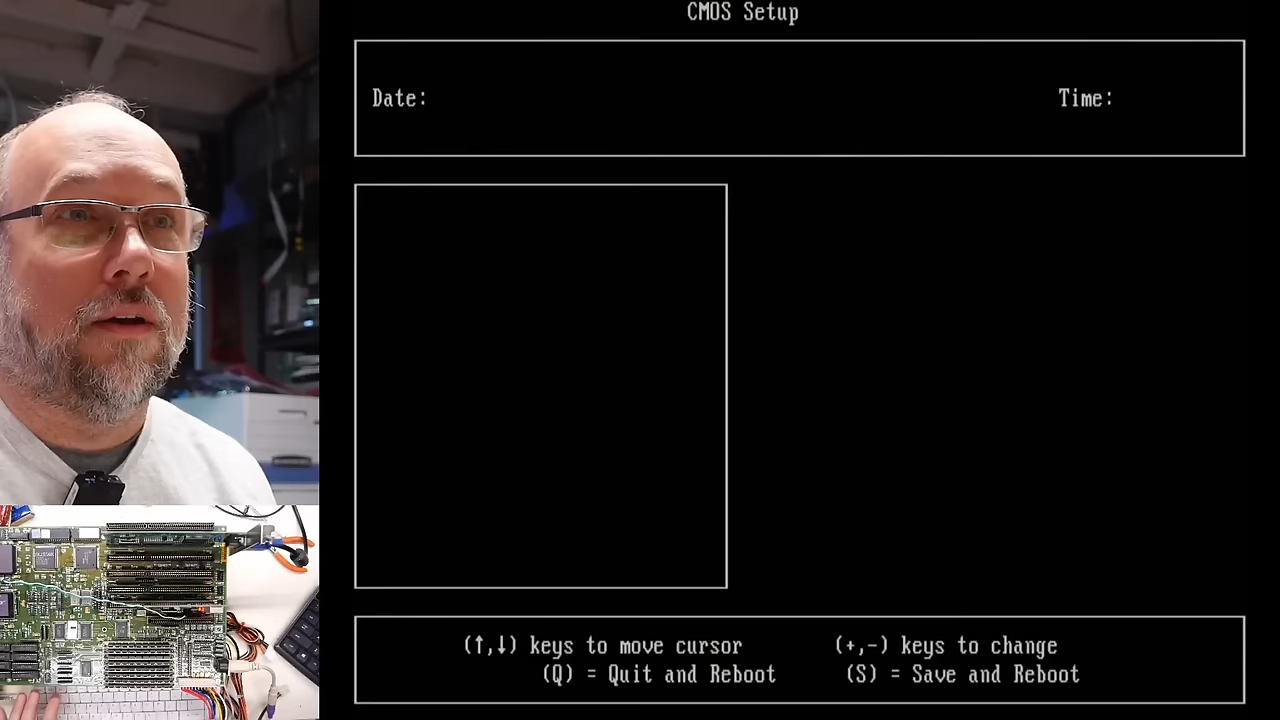 CMOS Setup
Date: Time:
(↑,↓) keys to move cursor (+,-) keys to change
(Q) = Quit and Reboot (S) = Save and Reboot